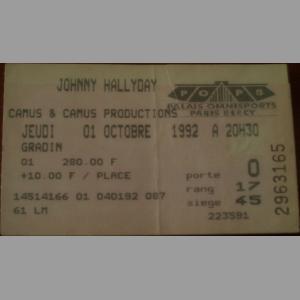 JOHNNY HALLYDAY
POPB
PALAIS OMNISPORTS
PARIS BERCY
CAMUS & CAMUS PRODUCTIONS
JEUDI 01 OCTOBRE 1992 A 20H30
GRADIN
01 280.00 F
+10.00 F / PLACE
porte 0
rang 17
siege 45
14514166 01 040192 087
61 LM
223591
2963165